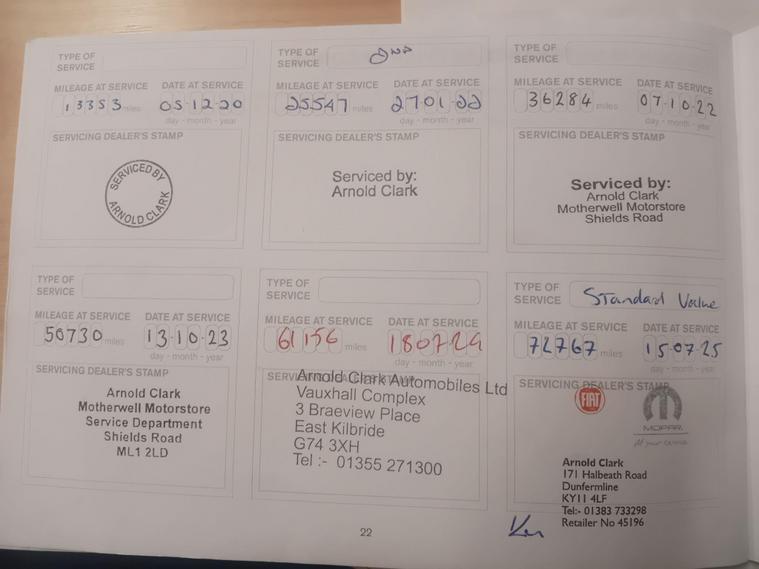 TYPE OF
SERVICE
MILEAGE AT SERVICE DATE AT SERVICE
13353 miles 05.12.20
day - month - year
SERVICING DEALER'S STAMP
SERVICED BY
ARNOLD CLARK
TYPE OF
SERVICE 2ND
MILEAGE AT SERVICE DATE AT SERVICE
25547 miles 2701.22
day - month - year
SERVICING DEALER'S STAMP
Serviced by:
Arnold Clark
TYPE OF
SERVICE
MILEAGE AT SERVICE DATE AT SERVICE
36284 miles 07.10.22
day - month - year
SERVICING DEALER'S STAMP
Serviced by:
Arnold Clark
Motherwell Motorstore
Shields Road
TYPE OF
SERVICE
MILEAGE AT SERVICE DATE AT SERVICE
50730 miles 13.10.23
day - month - year
SERVICING DEALER'S STAMP
Arnold Clark
Motherwell Motorstore
Service Department
Shields Road
ML1 2LD
TYPE OF
SERVICE
MILEAGE AT SERVICE DATE AT SERVICE
61156 miles 180724
day - month - year
SERVICING DEALER'S STAMP
Arnold Clark Automobiles Ltd
Vauxhall Complex
3 Braeview Place
East Kilbride
G74 3XH
Tel :- 01355 271300
TYPE OF
SERVICE Standard Value
MILEAGE AT SERVICE DATE AT SERVICE
72767 miles 15.07.25
day - month - year
SERVICING DEALER'S STAMP
FIAT
MOPAR
At your service
Arnold Clark
171 Halbeath Road
Dunfermline
KY11 4LF
Tel:- 01383 733298
Retailer No 45196
22